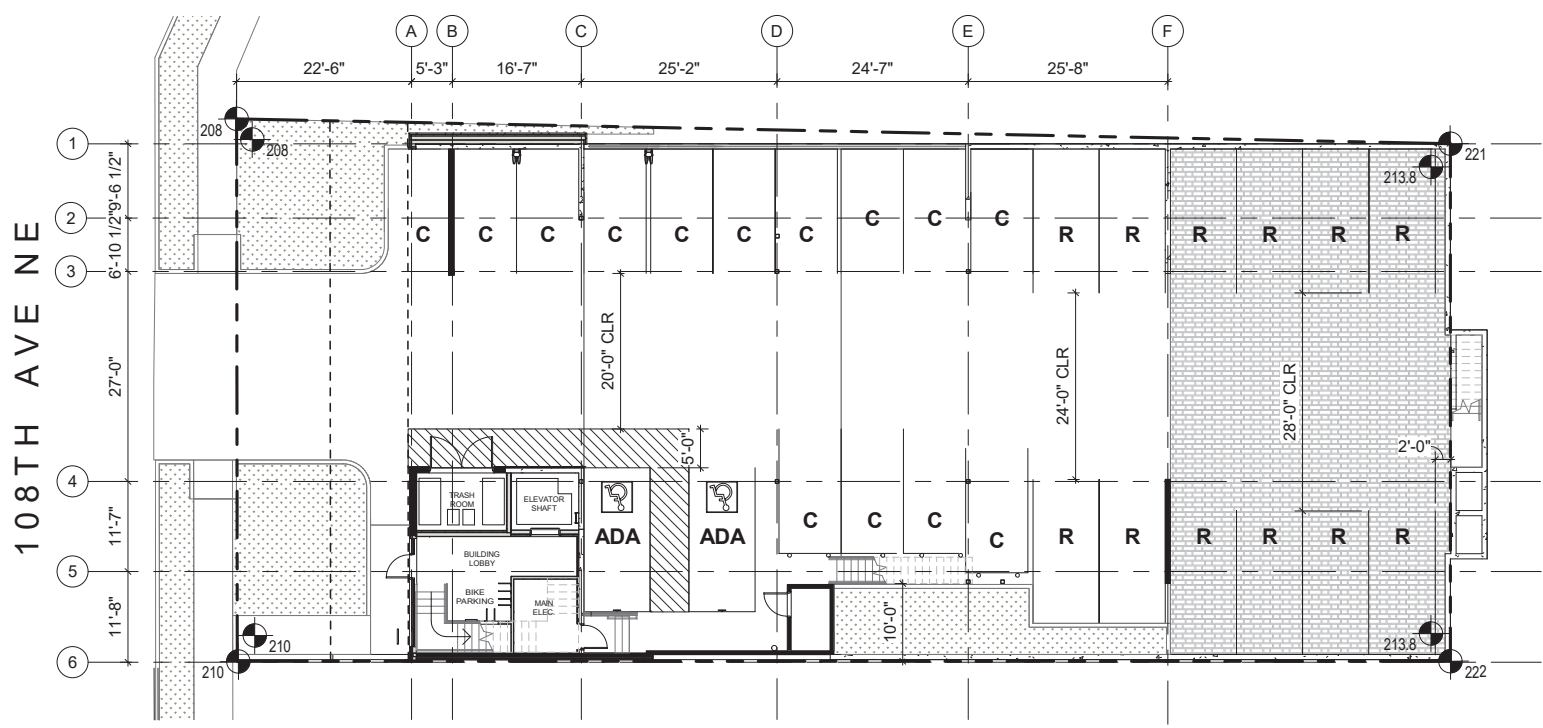 A B C D E F
22'-6" 5'-3" 16'-7" 25'-2" 24'-7" 25'-8"
208
208
1
221
213.8
9'-6 1/2"
2
C C C C C C C C C C R R R R R R
6'-10 1/2"
3
108TH AVE NE
27'-0"
20'-0" CLR
24'-0" CLR
28'-0" CLR
5'-0"
2'-0"
4
TRASH
ROOM
ELEVATOR
SHAFT
11'-7"
ADA ADA C C C C R R R R R R
BUILDING
LOBBY
5
BIKE
PARKING
MAIN
ELEC.
11'-8"
10'-0"
210
213.8
6
210
222